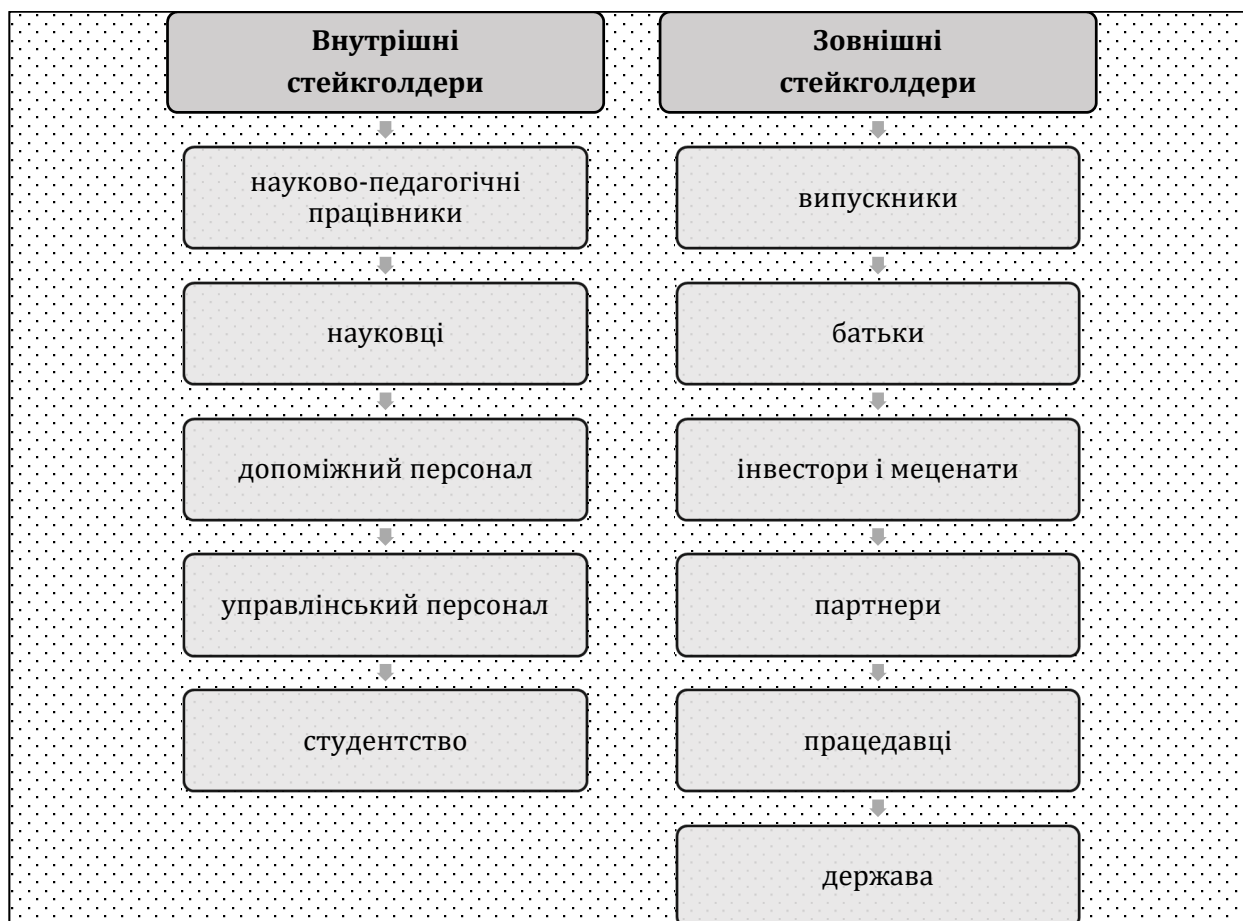 Внутрішні
стейкголдери
науково-педагогічні
працівники
науковці
допоміжний персонал
управлінський персонал
студентство
Зовнішні
стейкголдери
випускники
батьки
інвестори і меценати
партнери
працедавці
держава